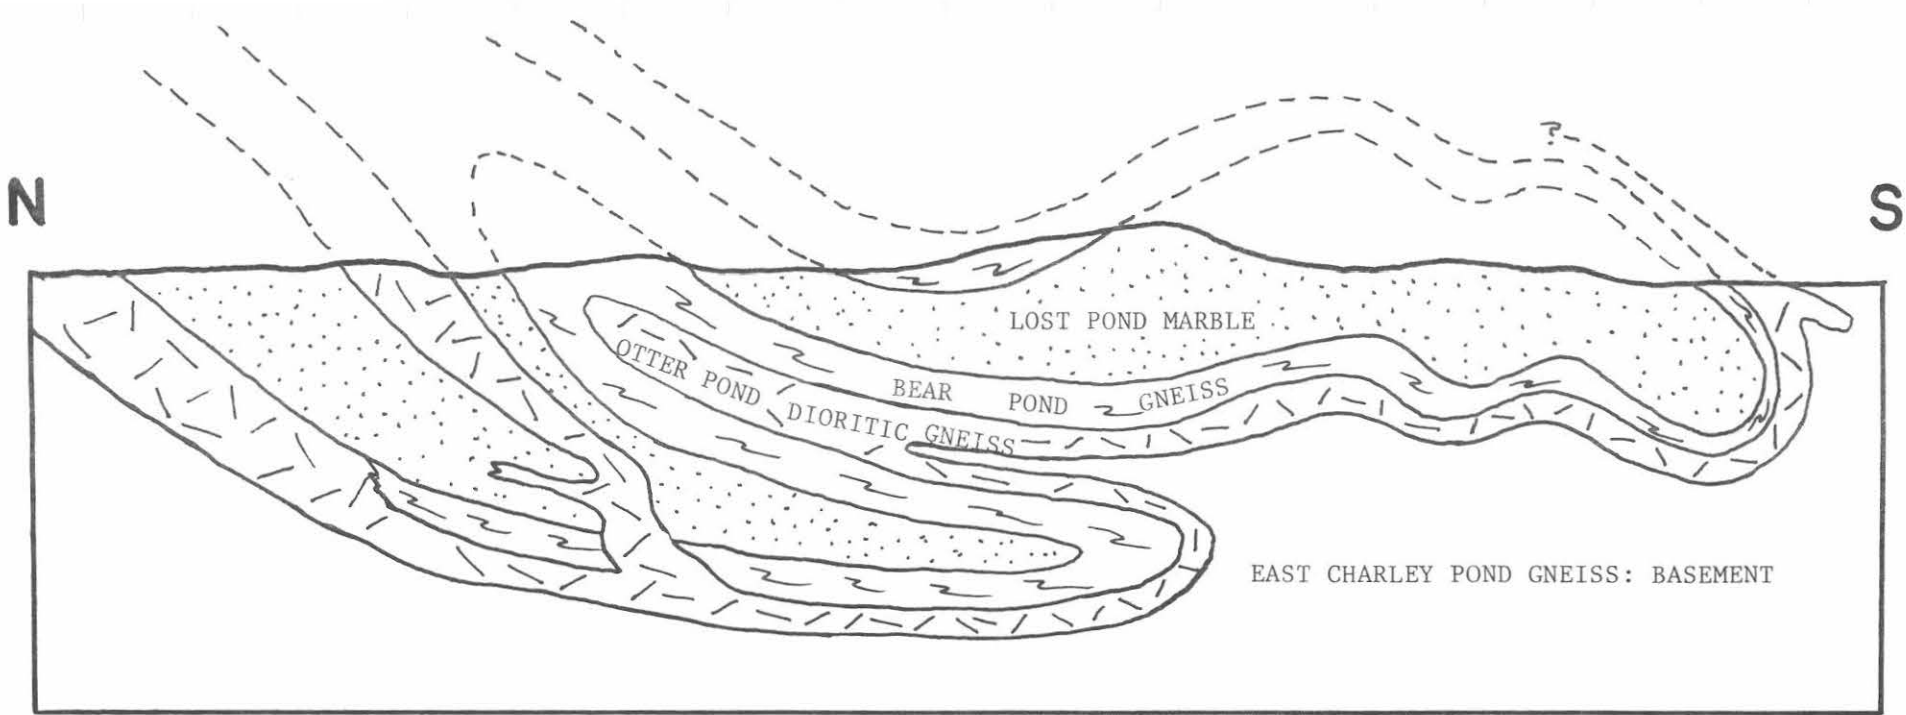 ?
N
S
LOST POND MARBLE
BEAR POND GNEISS
OTTER POND DIORITIC GNEISS
EAST CHARLEY POND GNEISS: BASEMENT